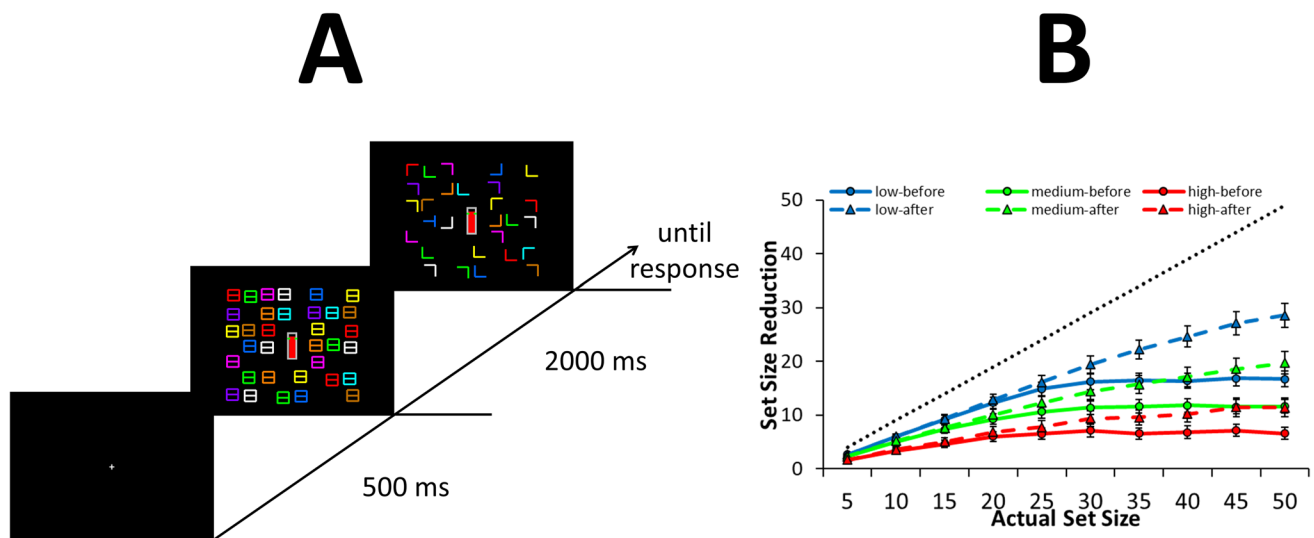 A
B
until
response
2000 ms
500 ms
low-before
medium-before
high-before
low-after
medium-after
high-after
Set Size Reduction
50
40
30
20
10
0
5 10 15 20 25 30 35 40 45 50
Actual Set Size